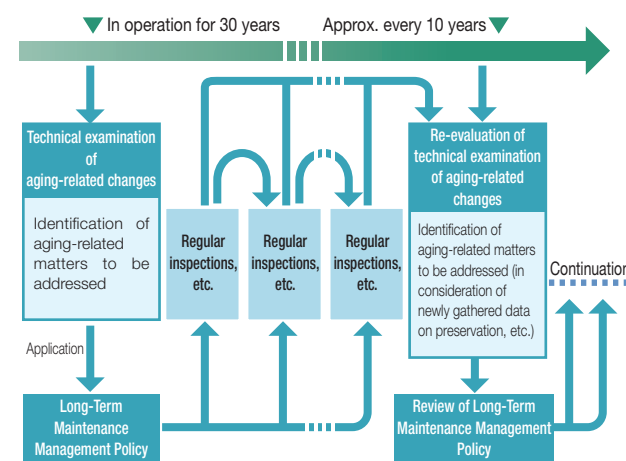 ▼ In operation for 30 years
Approx. every 10 years ▼
Technical examination
of
aging-related changes
Identification of
aging-related
matters to be
addressed
Application
Long-Term
Maintenance
Management Policy
Regular
inspections,
etc.
Regular
inspections,
etc.
Regular
inspections,
etc.
Re-evaluation of
technical examination
of aging-related
changes
Identification of
aging-related matters
to be addressed (in
consideration of
newly gathered data
on preservation, etc.)
Continuation
Review of Long-Term
Maintenance Management
Policy